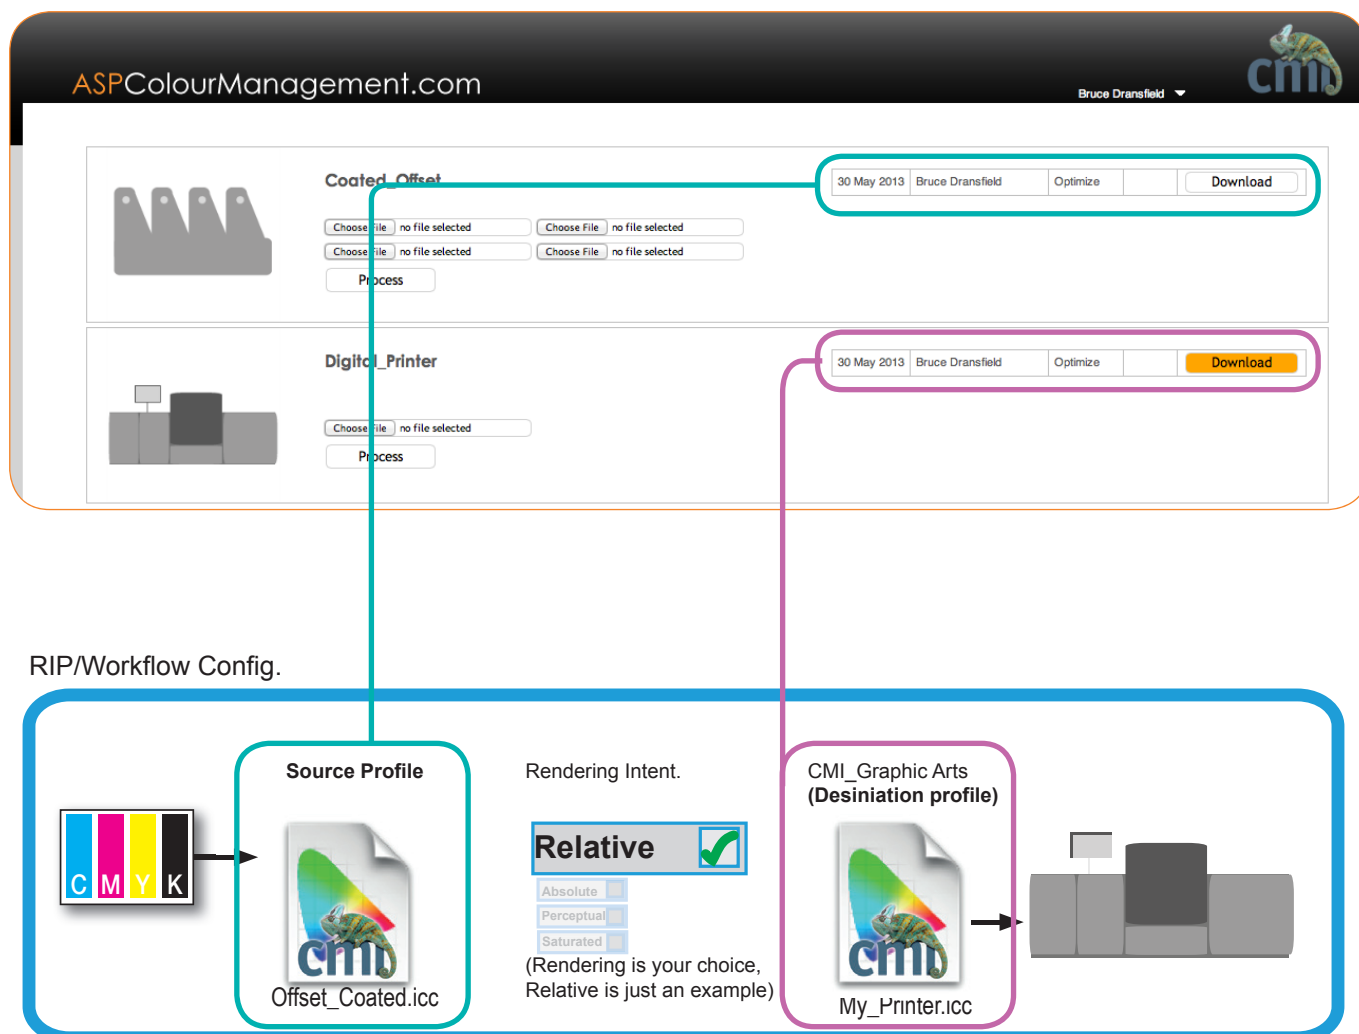 ASPColourManagement.com
Bruce Dransfield
cmi
Coated_Offset
30 May 2013 Bruce Dransfield Optimize Download
Choose File no file selected Choose File no file selected
Choose File no file selected Choose File no file selected
Process
Digital_Printer
30 May 2013 Bruce Dransfield Optimize Download
Choose File no file selected
Process
RIP/Workflow Config.
Source Profile
Rendering Intent.
CMI_Graphic Arts
(Desiniation profile)
C M Y K
Relative
Absolute
Perceptual
Saturated
(Rendering is your choice,
Relative is just an example)
cmi
Offset_Coated.icc
cmi
My_Printer.icc